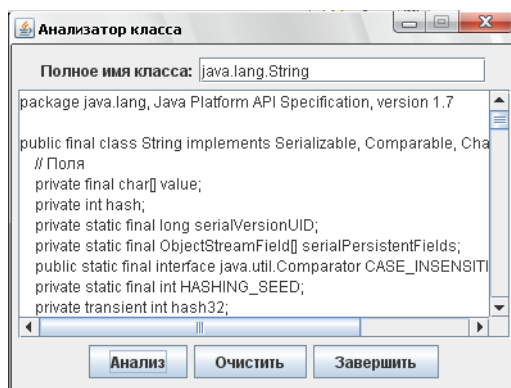 Анализатор класса
Полное имя класса: java.lang.String
package java.lang, Java Platform API Specification, version 1.7
public final class String implements Serializable, Comparable, Cha
// Поля
private final char[] value;
private int hash;
private static final long serialVersionUID;
private static final ObjectStreamField[] serialPersistentFields;
public static final interface java.util.Comparator CASE_INSENSITI
private static final int HASHING_SEED;
private transient int hash32;
Анализ Очистить Завершить